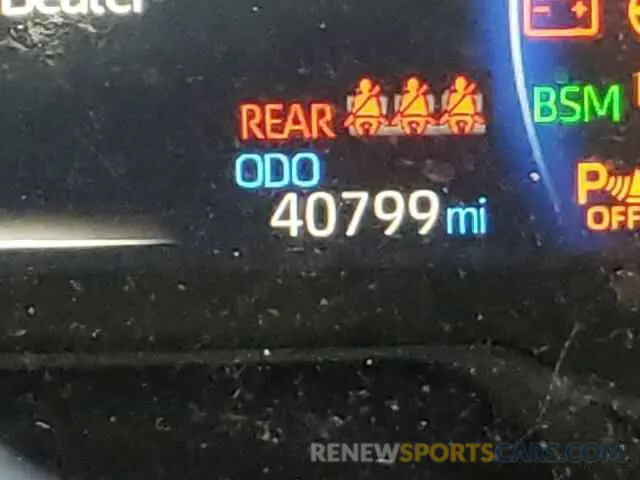 REAR
BSM
ODO
40799 mi
P
OFF
RENEWSPORTSCARS.COM